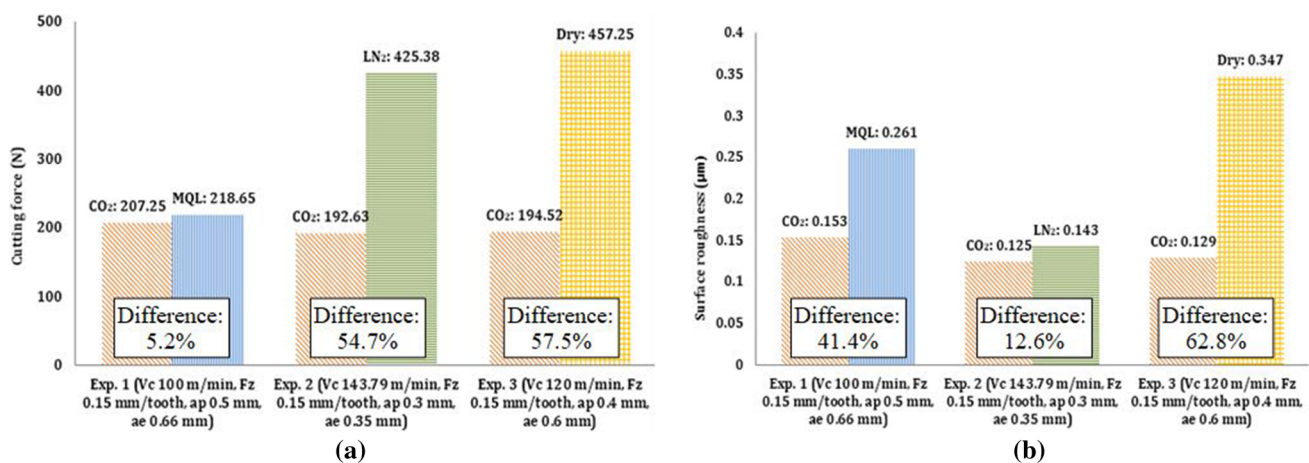 500
450
400
350
300
250
200
150
100
50
0
Cutting force (N)
CO₂: 207.25
MQL: 218.65
CO₂: 192.63
LN₂: 425.38
CO₂: 194.52
Dry: 457.25
Difference:
5.2%
Difference:
54.7%
Difference:
57.5%
Exp. 1 (Vc 100 m/min, Fz
0.15 mm/tooth, ap 0.5 mm,
ae 0.66 mm)
Exp. 2 (Vc 143.79 m/min, Fz
0.15 mm/tooth, ap 0.3 mm,
ae 0.35 mm)
Exp. 3 (Vc 120 m/min, Fz
0.15 mm/tooth, ap 0.4 mm,
ae 0.6 mm)
(a)
0.4
0.35
0.3
0.25
0.2
0.15
0.1
0.05
0
Surface roughness (μm)
CO₂: 0.153
MQL: 0.261
CO₂: 0.125
LN₂: 0.143
CO₂: 0.129
Dry: 0.347
Difference:
41.4%
Difference:
12.6%
Difference:
62.8%
Exp. 1 (Vc 100 m/min, Fz
0.15 mm/tooth, ap 0.5 mm,
ae 0.66 mm)
Exp. 2 (Vc 143.79 m/min, Fz
0.15 mm/tooth, ap 0.3 mm,
ae 0.35 mm)
Exp. 3 (Vc 120 m/min, Fz
0.15 mm/tooth, ap 0.4 mm,
ae 0.6 mm)
(b)